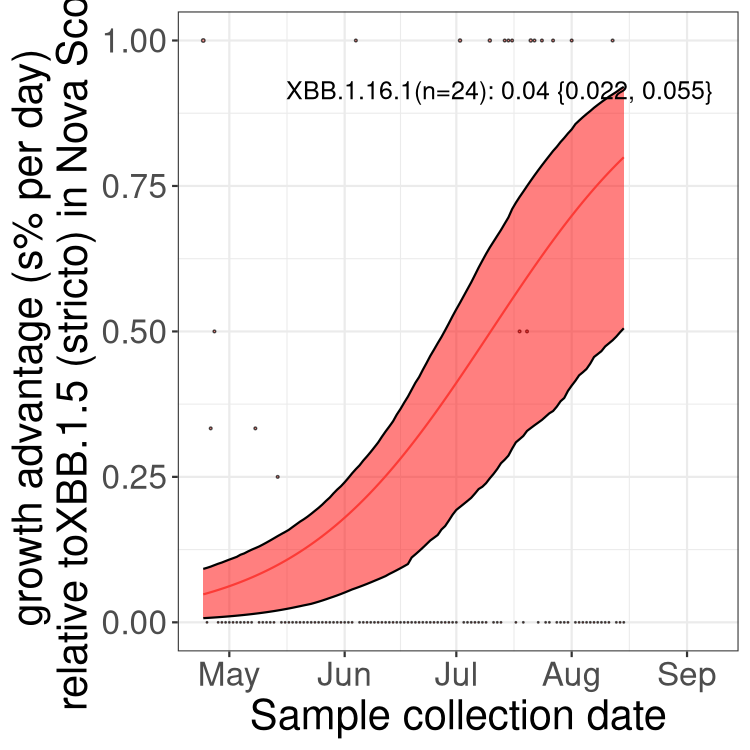 growth advantage (s% per day)
relative toXBB.1.5 (stricto) in Nova Sco
1.00
XBB.1.16.1(n=24): 0.04 {0.022, 0.055}
0.75
0.50
0.25
0.00
May Jun Jul Aug Sep
Sample collection date